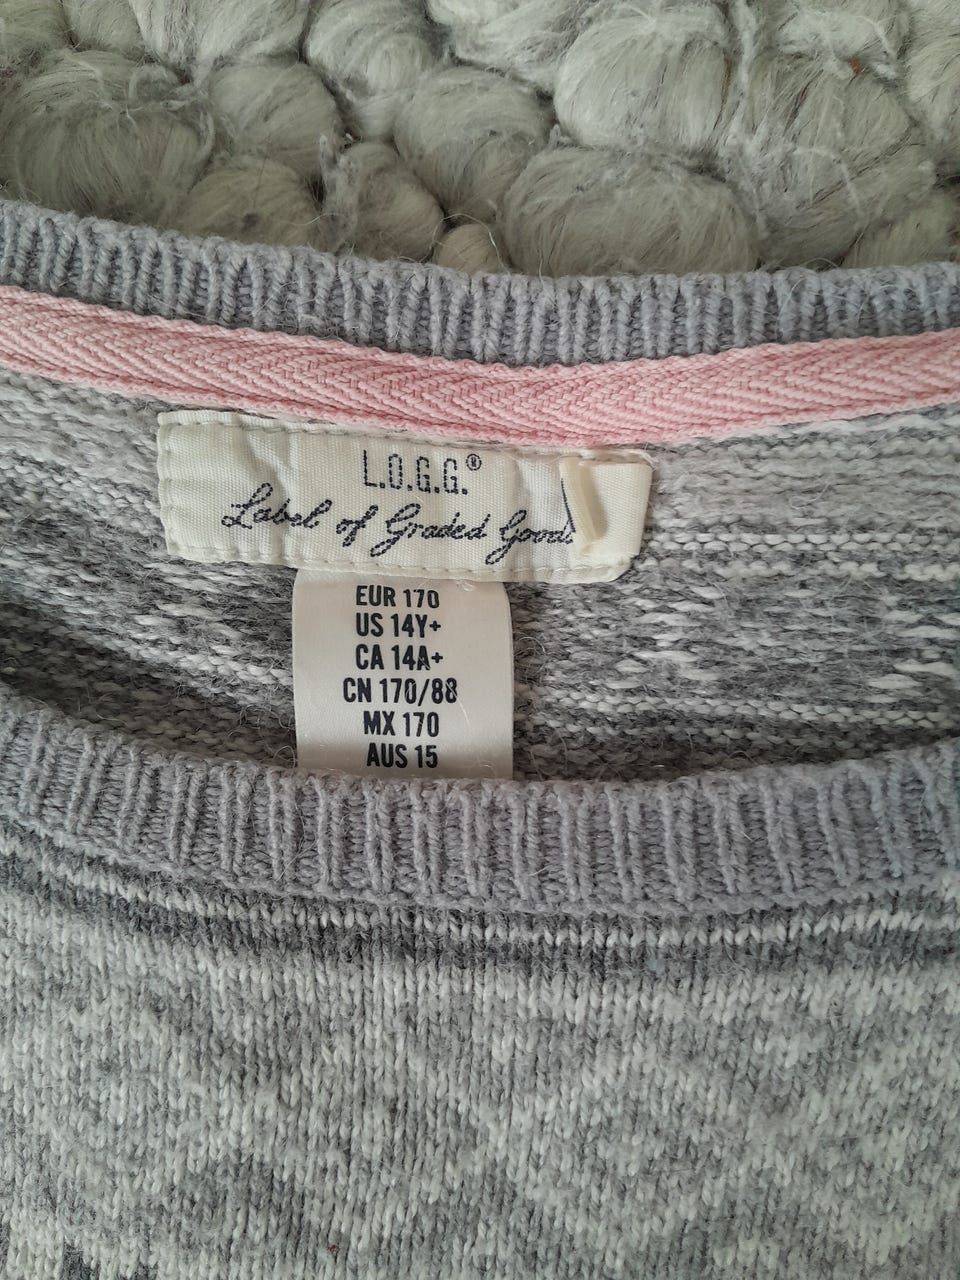 L.O.G.G.®
Label of Graded Goods
EUR 170
US 14Y+
CA 14A+
CN 170/88
MX 170
AUS 15